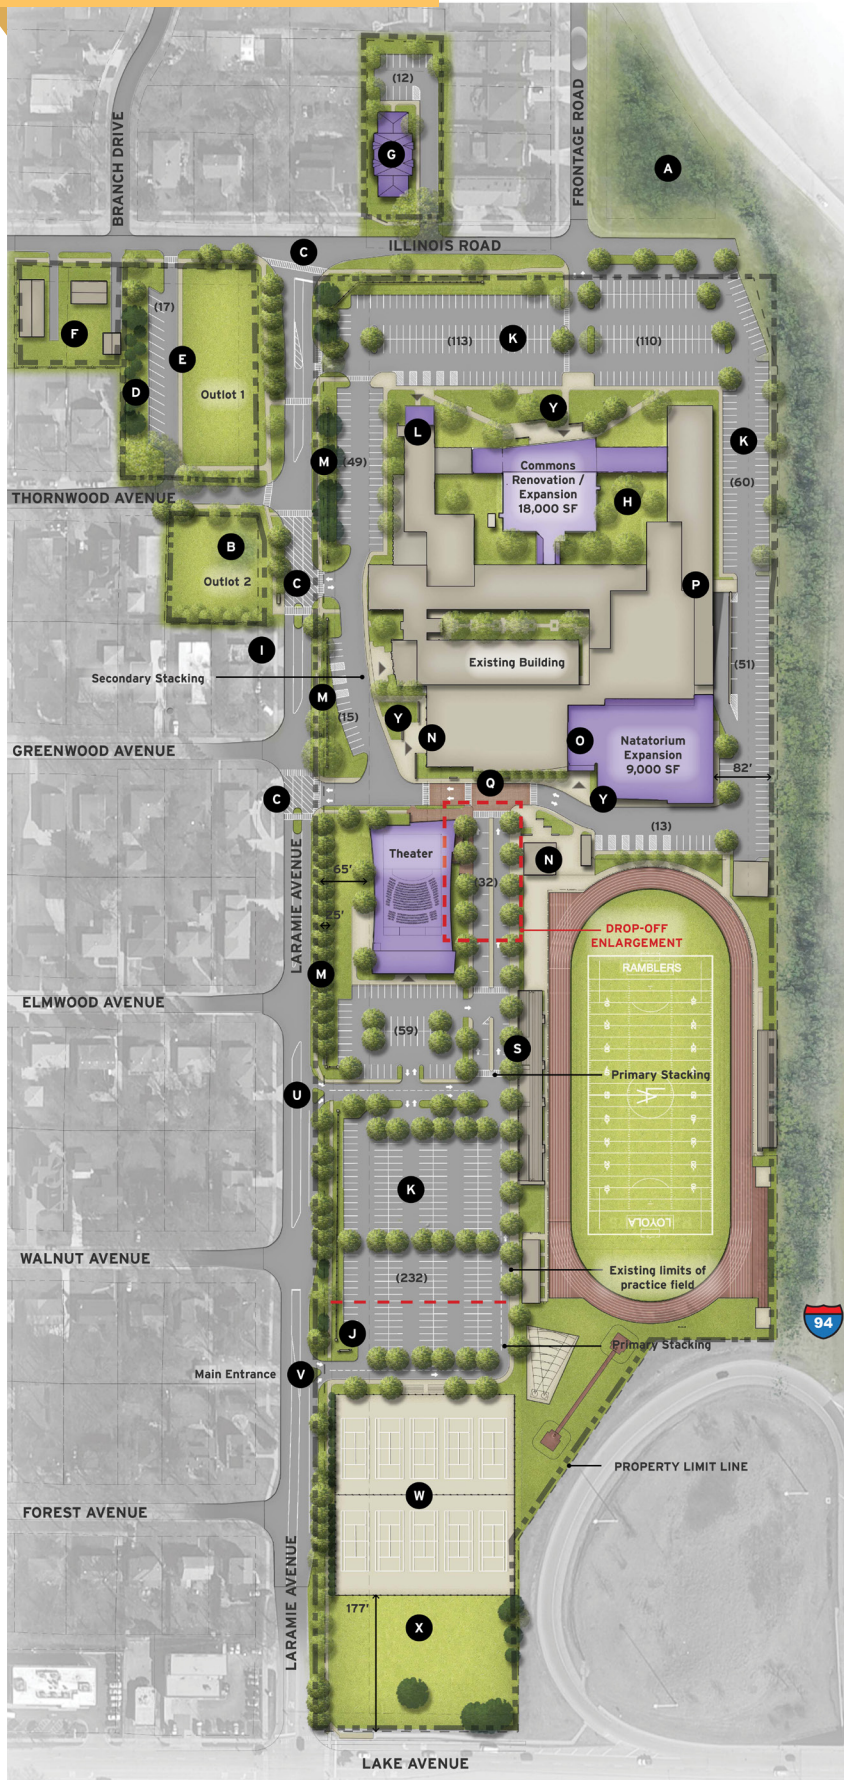 (12)
G
BRANCH DRIVE
FRONTAGE ROAD
A
C
ILLINOIS ROAD
F
(17)
E
D
Outlot 1
(113)
K
(110)
L
Y
K
M
(49)
Commons
Renovation /
Expansion
18,000 SF
H
(60)
THORNWOOD AVENUE
B
Outlot 2
C
P
I
Secondary Stacking
Existing Building
(51)
M
(15)
Y
N
O
Natatorium
Expansion
9,000 SF
GREENWOOD AVENUE
82'
Q
C
Y
(13)
LARAMIE AVENUE
Theater
N
65'
(32)
25'
DROP-OFF
ENLARGEMENT
M
RAMBLERS
ELMWOOD AVENUE
(59)
S
Primary Stacking
U
LA
K
LOYOLA
WALNUT AVENUE
(232)
Existing limits of
practice field
J
94
Primary Stacking
Main Entrance
V
PROPERTY LIMIT LINE
W
FOREST AVENUE
LARAMIE AVENUE
177'
X
LAKE AVENUE